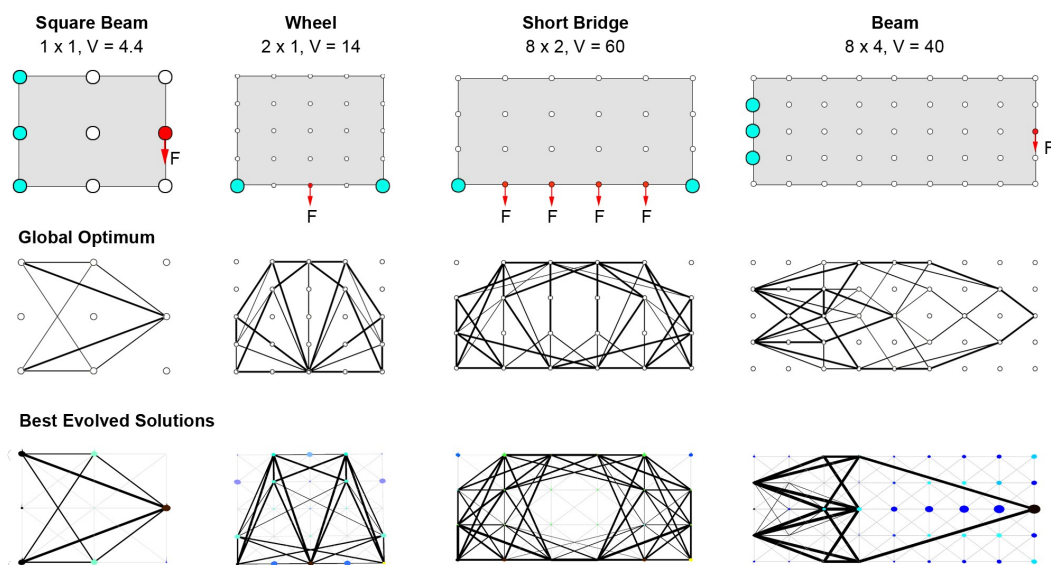 Square Beam
1 x 1, V = 4.4
Wheel
2 x 1, V = 14
Short Bridge
8 x 2, V = 60
Beam
8 x 4, V = 40
F
F
F
F
F
F
F
Global Optimum
Best Evolved Solutions